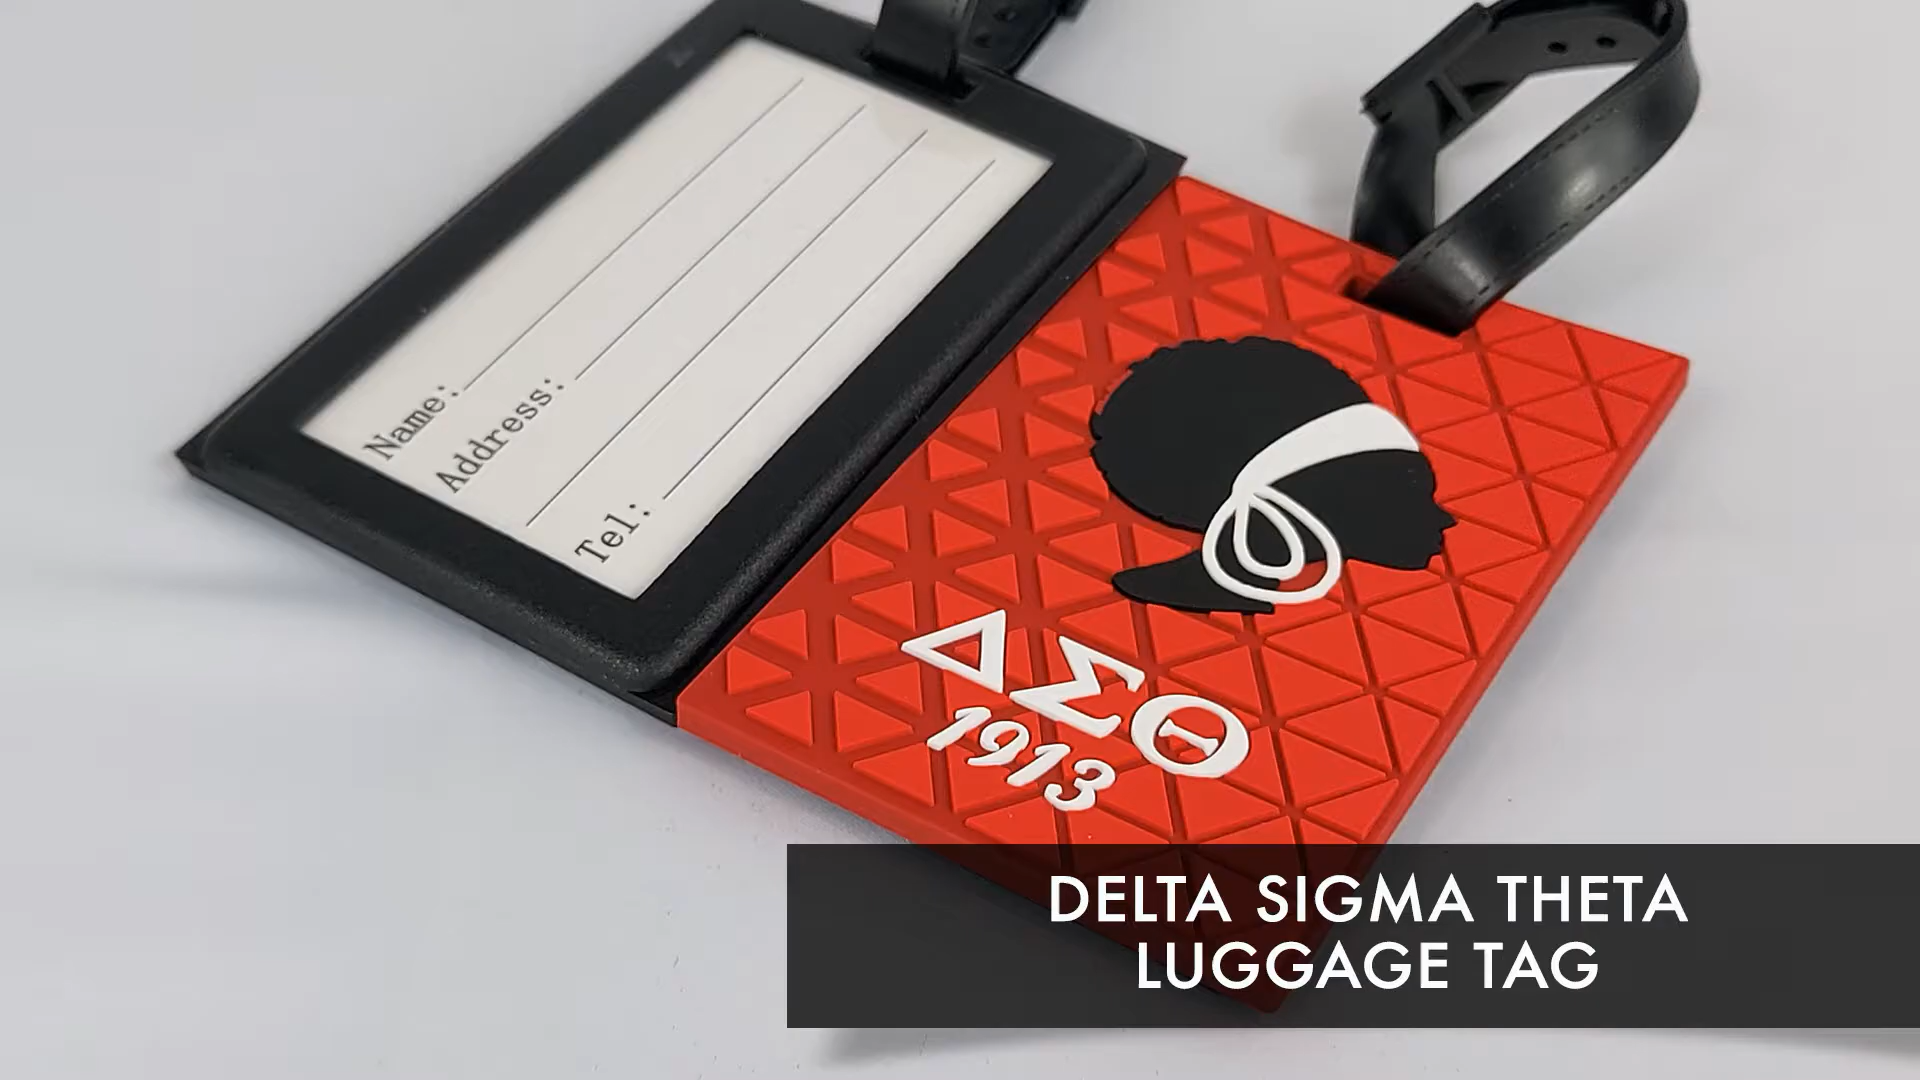 Name:
Address:
Tel:
ΔΣΘ
1913
DELTA SIGMA THETA
LUGGAGE TAG